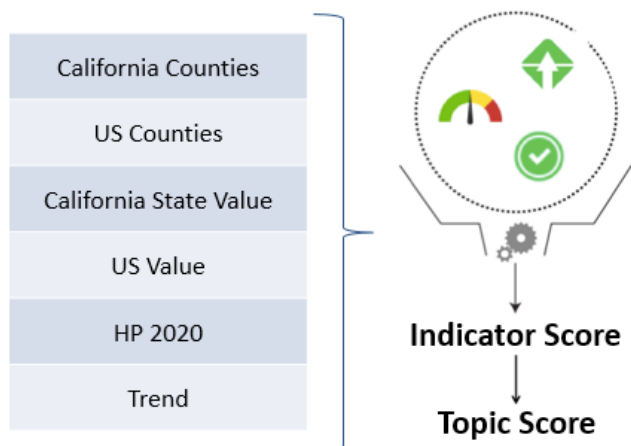 California Counties
US Counties
California State Value
US Value
HP 2020
Trend
Indicator Score
Topic Score